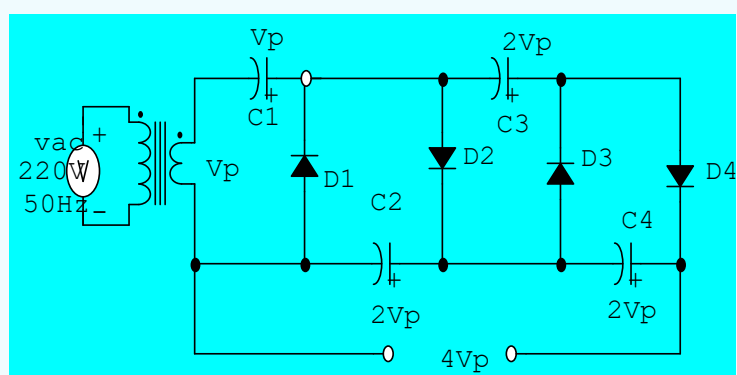 Vp
2Vp
+
+
C1
C3
vac
+
220V
V
50Hz
−
Vp
D1
D2
D3
D4
C2
C4
+
+
2Vp
2Vp
4Vp